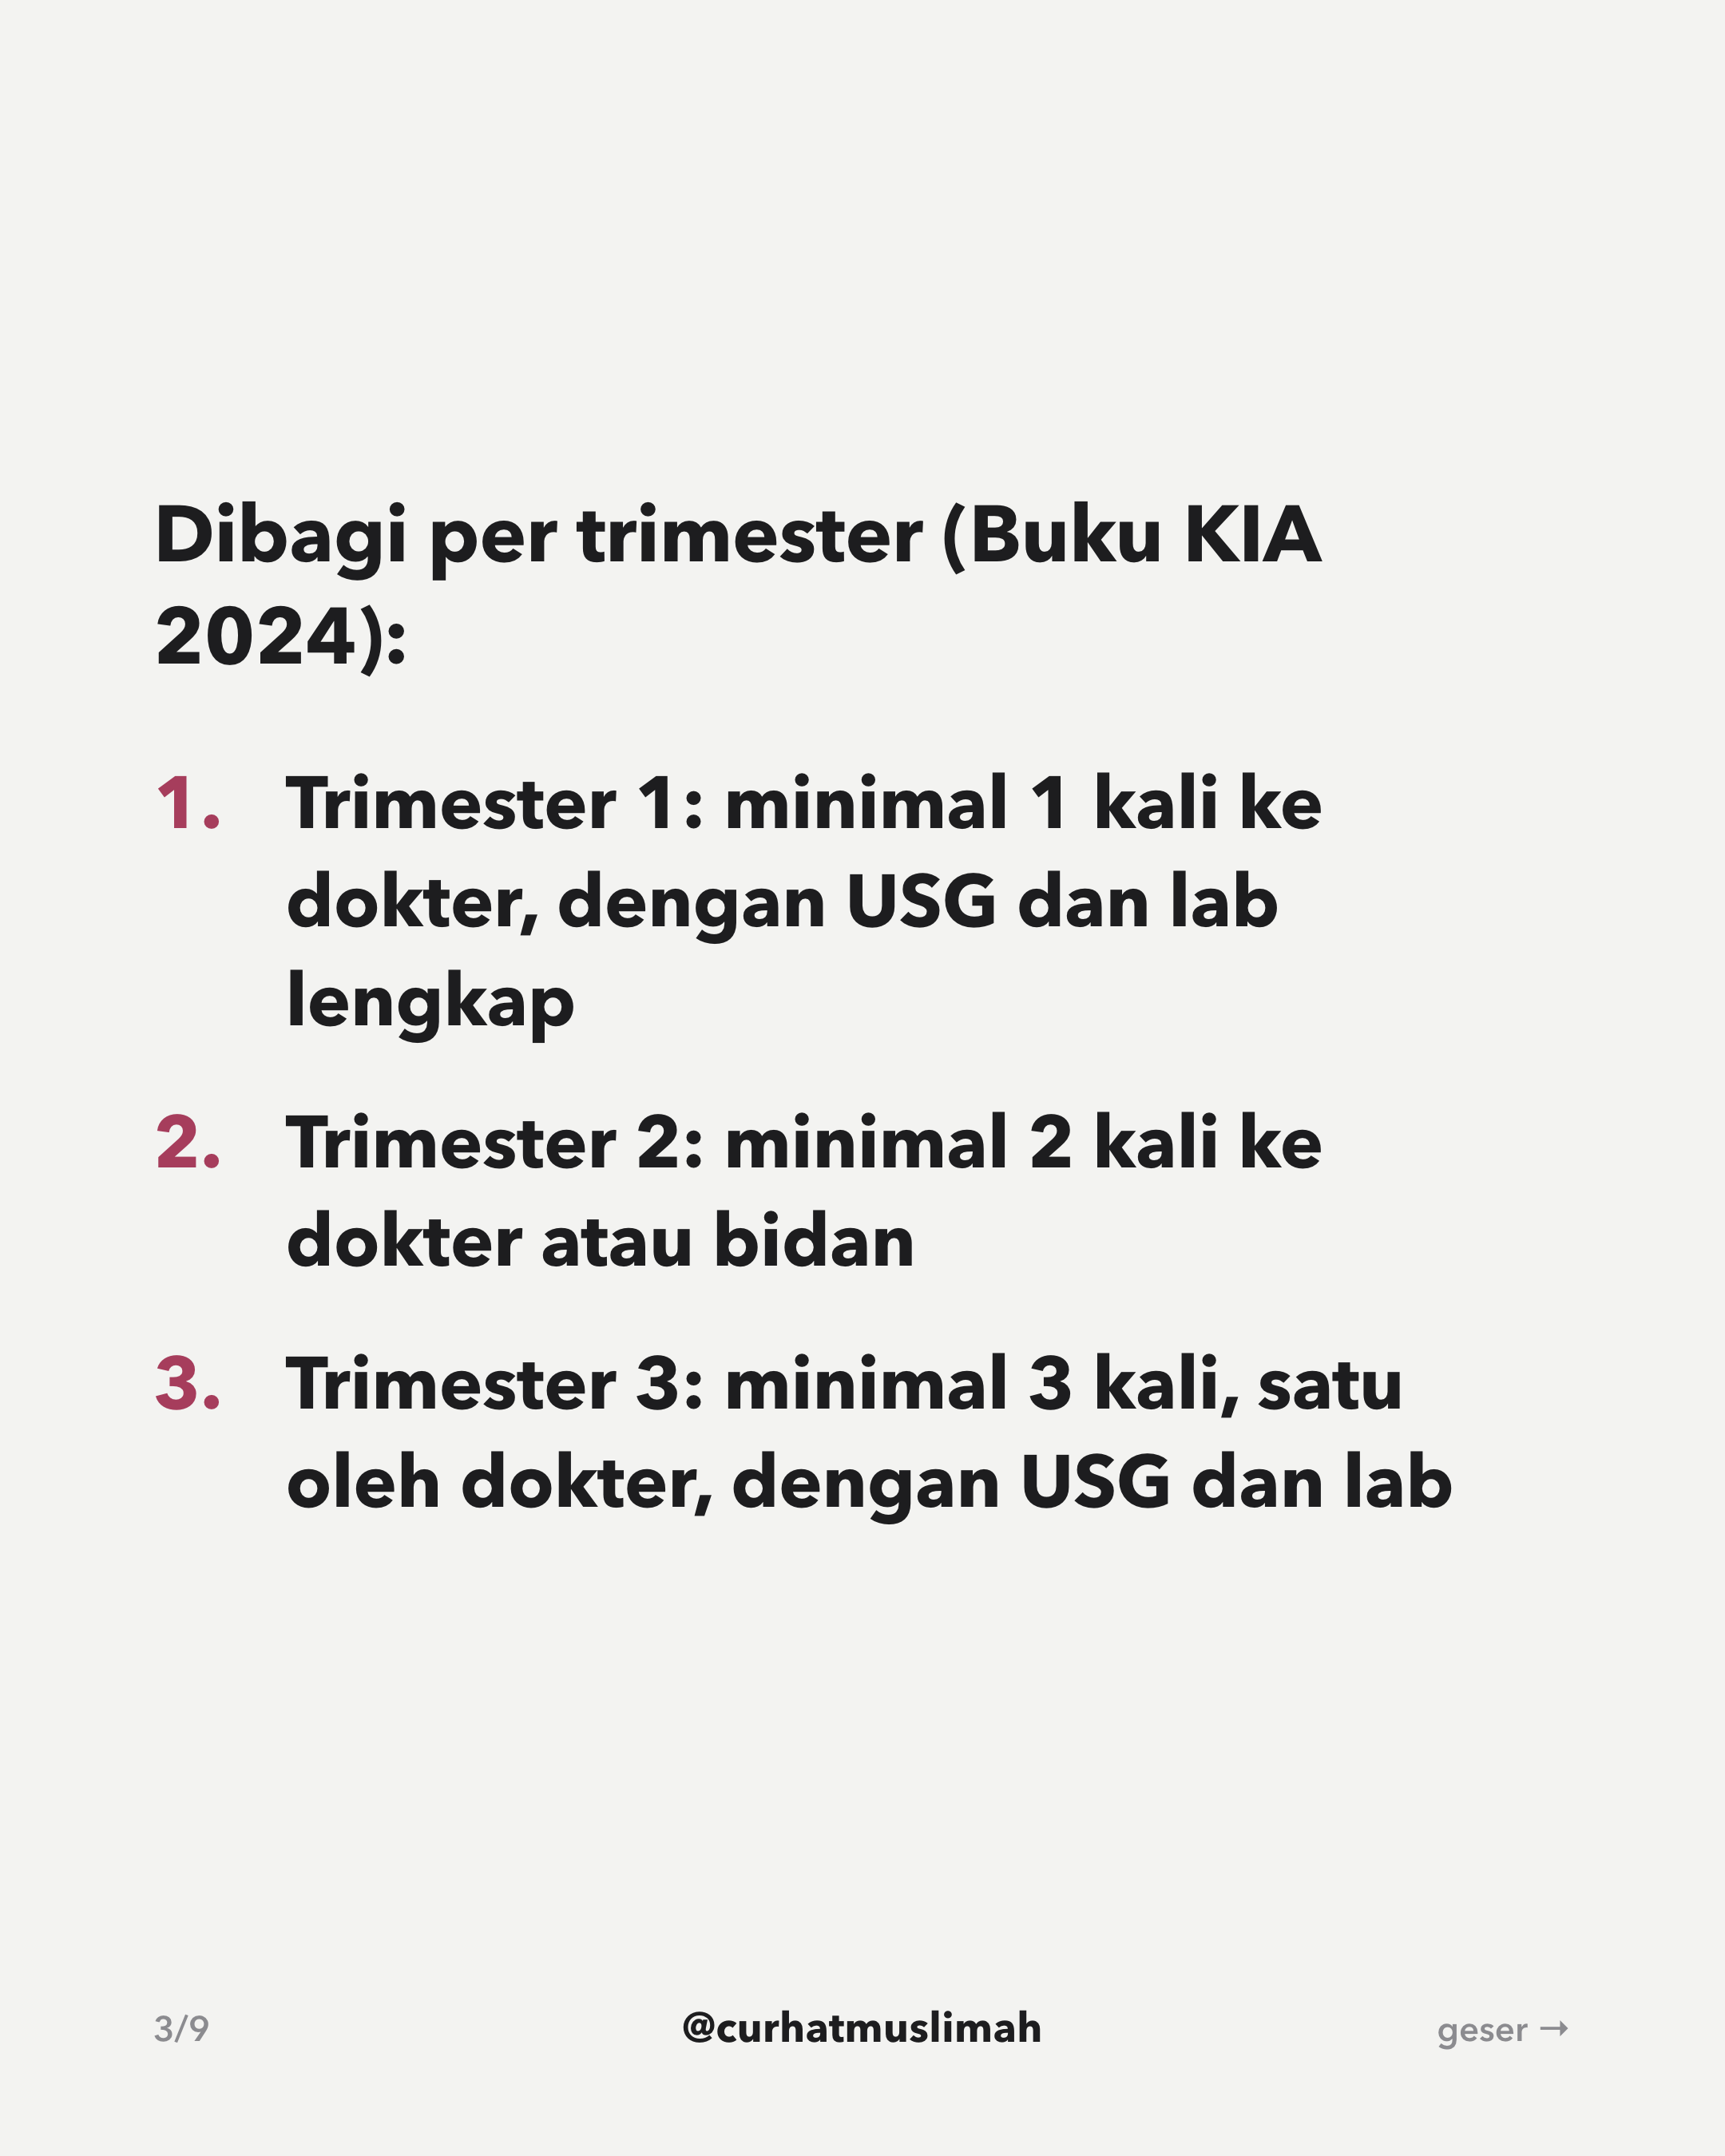 Dibagi per trimester (Buku KIA
2024):
1. Trimester 1: minimal 1 kali ke
dokter, dengan USG dan lab
lengkap
2. Trimester 2: minimal 2 kali ke
dokter atau bidan
3. Trimester 3: minimal 3 kali, satu
oleh dokter, dengan USG dan lab
3/9
@curhatmuslimah
geser →